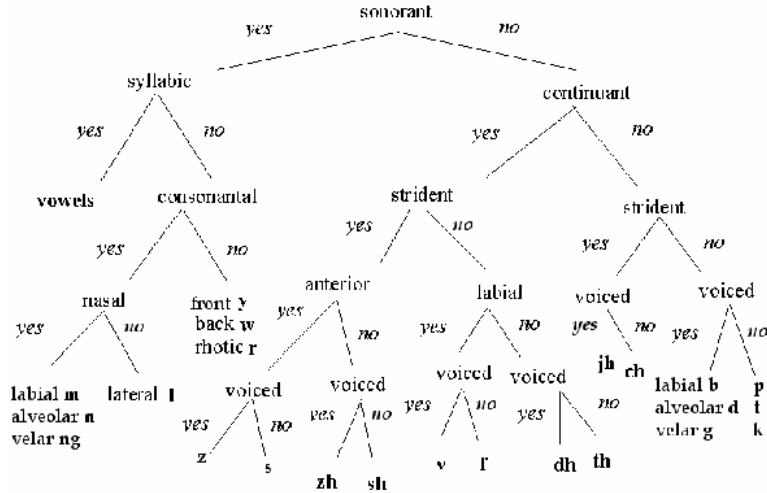 sonorant
yes no
syllabic
continuant
yes no yes no
vowels consonantal strident strident
yes no yes no yes no
nasal front y anterior labial voiced voiced
back w
rhotic r
yes no yes no yes no yes no yes no
jh ch
labial m lateral l voiced voiced voiced voiced labial b p
alveolar n alveolar d t
velar ng velar g k
yes no yes no yes no yes no
z s zh sh v f dh th